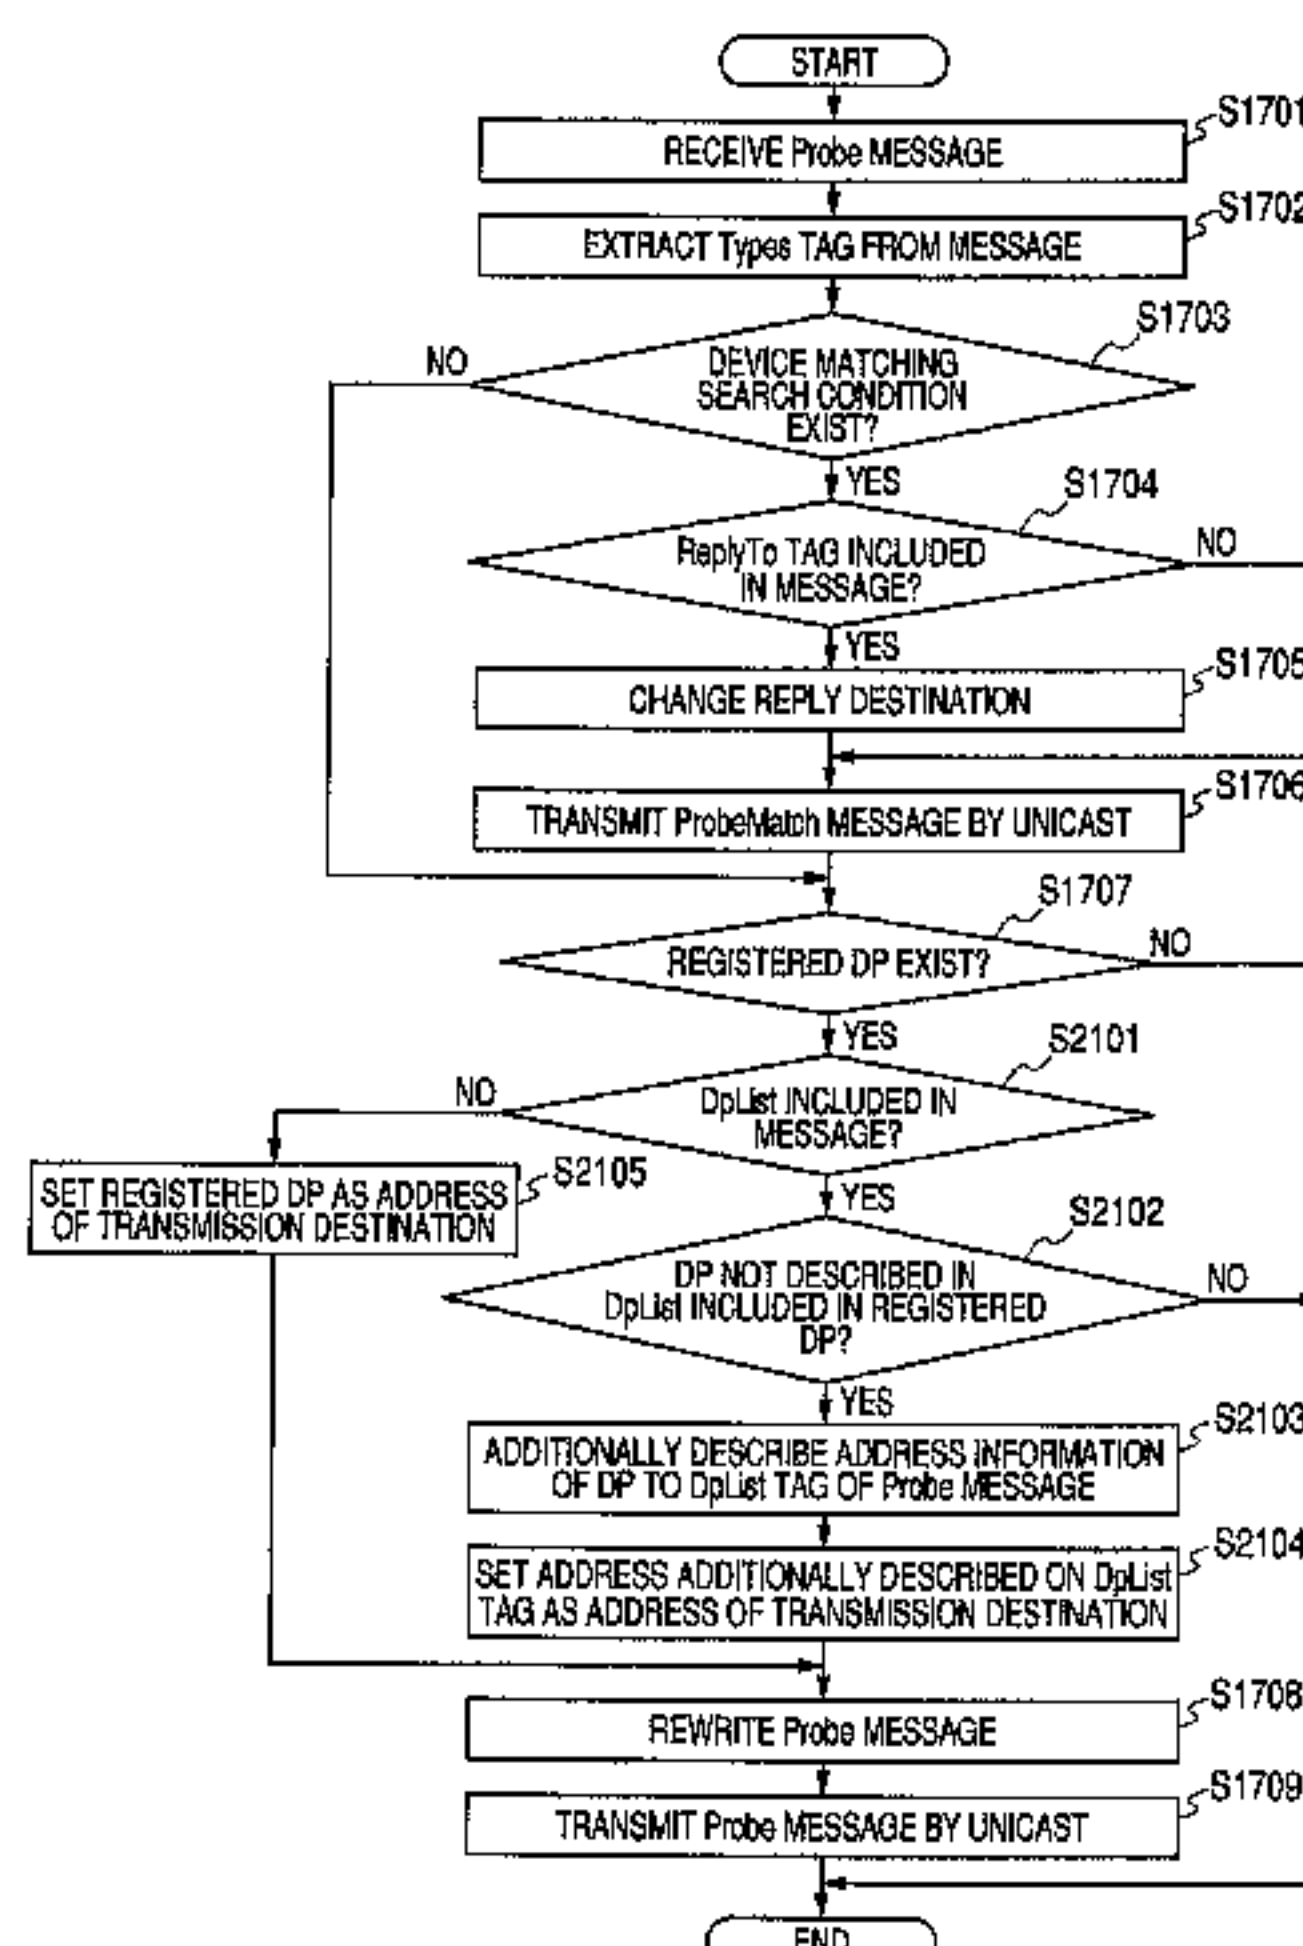 START
S1701
RECEIVE Probe MESSAGE
S1702
EXTRACT Types TAG FROM MESSAGE
S1703
NO
DEVICE MATCHING
SEARCH CONDITION
EXIST?
YES
S1704
NO
ReplyTo TAG INCLUDED
IN MESSAGE?
YES
S1705
CHANGE REPLY DESTINATION
S1706
TRANSMIT ProbeMatch MESSAGE BY UNICAST
S1707
NO
REGISTERED DP EXIST?
YES
S2101
NO
DpList INCLUDED IN
MESSAGE?
S2105
SET REGISTERED DP AS ADDRESS
OF TRANSMISSION DESTINATION
YES
S2102
NO
DP NOT DESCRIBED IN
DpList INCLUDED IN REGISTERED
DP?
YES
S2103
ADDITIONALLY DESCRIBE ADDRESS INFORMATION
OF DP TO DpList TAG OF Probe MESSAGE
S2104
SET ADDRESS ADDITIONALLY DESCRIBED ON DpList
TAG AS ADDRESS OF TRANSMISSION DESTINATION
S1708
REWRITE Probe MESSAGE
S1709
TRANSMIT Probe MESSAGE BY UNICAST
END